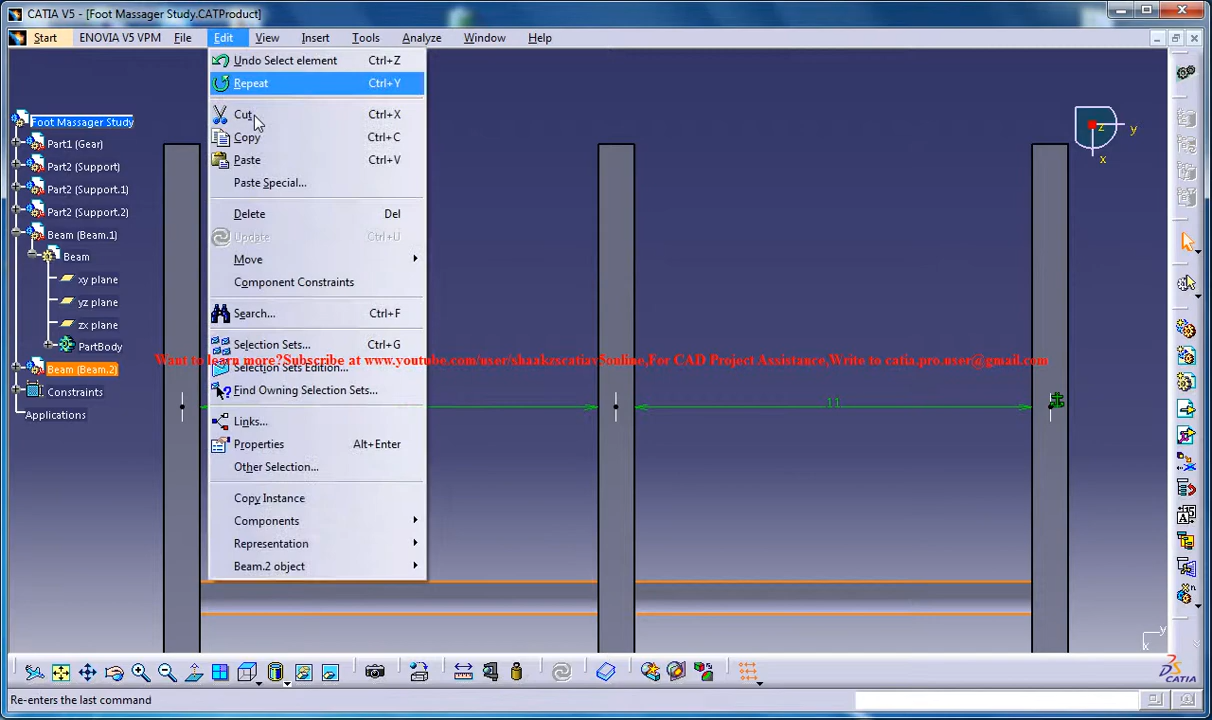 CATIA V5 - [Foot Massager Study.CATProduct]
Start ENOVIA V5 VPM File Edit View Insert Tools Analyze Window Help
Undo Select element Ctrl+Z
Repeat Ctrl+Y
Cut Ctrl+X
Copy Ctrl+C
Paste Ctrl+V
Paste Special...
Delete Del
Update Ctrl+U
Move
Component Constraints
Search... Ctrl+F
Selection Sets... Ctrl+G
Selection Sets Edition...
Find Owning Selection Sets...
Links...
Properties Alt+Enter
Other Selection...
Copy Instance
Components
Representation
Beam.2 object
Foot Massager Study
Part1 (Gear)
Part2 (Support)
Part2 (Support.1)
Part2 (Support.2)
Beam (Beam.1)
Beam
xy plane
yz plane
zx plane
PartBody
Beam (Beam.2)
Constraints
Applications
Want to learn more?Subscribe at www.youtube.com/user/shaakzscatiav5online,For CAD Project Assistance,Write to catia.pro.user@gmail.com
11
z
y
x
y
x
CATIA
Re-enters the last command